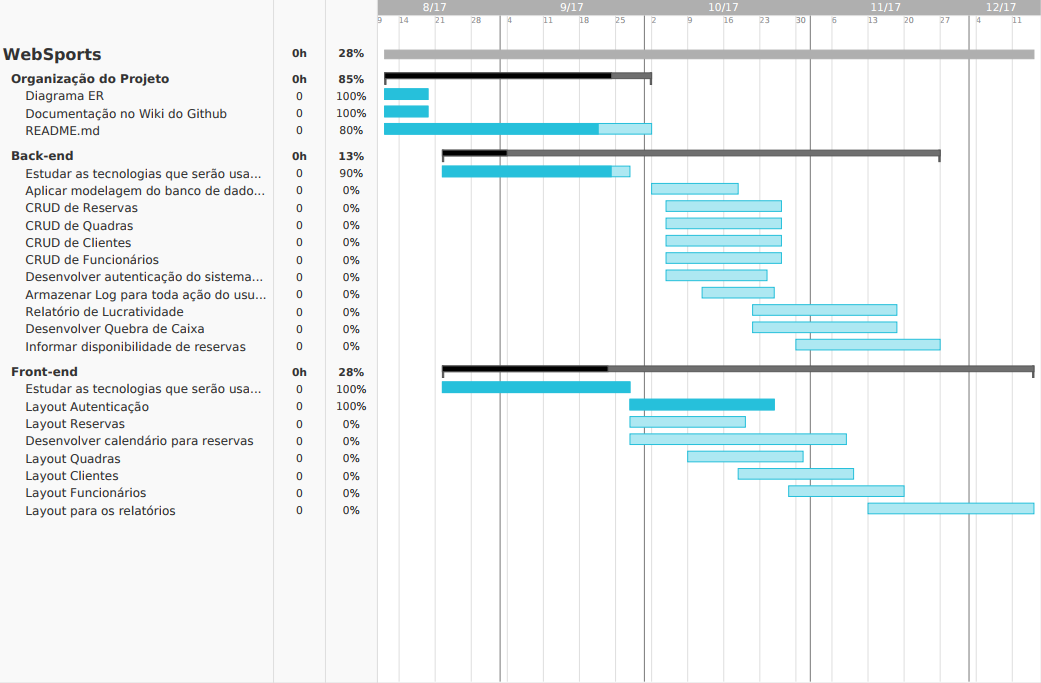 8/17 9/17 10/17 11/17 12/17
9 14 21 28 4 11 18 25 2 9 16 23 30 6 13 20 27 4 11
WebSports 0h 28%
Organização do Projeto 0h 85%
Diagrama ER 0 100%
Documentação no Wiki do Github 0 100%
README.md 0 80%
Back-end 0h 13%
Estudar as tecnologias que serão usa... 0 90%
Aplicar modelagem do banco de dado... 0 0%
CRUD de Reservas 0 0%
CRUD de Quadras 0 0%
CRUD de Clientes 0 0%
CRUD de Funcionários 0 0%
Desenvolver autenticação do sistema... 0 0%
Armazenar Log para toda ação do usu... 0 0%
Relatório de Lucratividade 0 0%
Desenvolver Quebra de Caixa 0 0%
Informar disponibilidade de reservas 0 0%
Front-end 0h 28%
Estudar as tecnologias que serão usa... 0 100%
Layout Autenticação 0 100%
Layout Reservas 0 0%
Desenvolver calendário para reservas 0 0%
Layout Quadras 0 0%
Layout Clientes 0 0%
Layout Funcionários 0 0%
Layout para os relatórios 0 0%